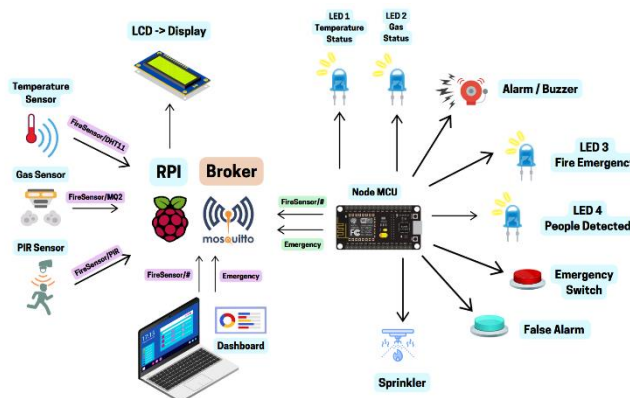 LED 1
Temperature
Status
LED 2
Gas
Status
LCD -> Display
Alarm / Buzzer
Temperature
Sensor
FireSensor/DHT11
LED 3
Fire Emergency
RPI
Broker
Gas Sensor
FireSensor/MQ2
Node MCU
FireSensor/#
LED 4
People Detected
mosquitto
Emergency
PIR Sensor
FireSensor/PIR
FireSensor/#
Emergency
Emergency
Switch
False Alarm
Dashboard
Sprinkler